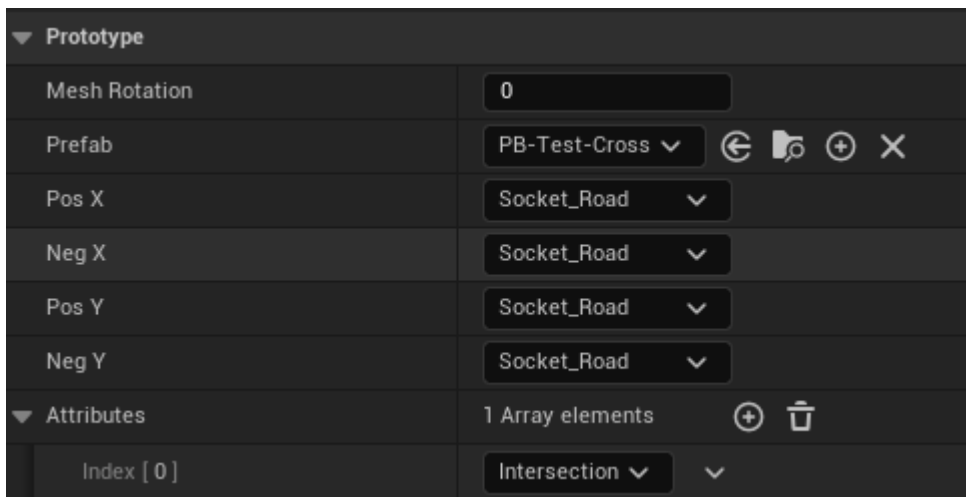 Prototype
Mesh Rotation 0
Prefab PB-Test-Cross
Pos X Socket_Road
Neg X Socket_Road
Pos Y Socket_Road
Neg Y Socket_Road
Attributes 1 Array elements
Index [ 0 ] Intersection